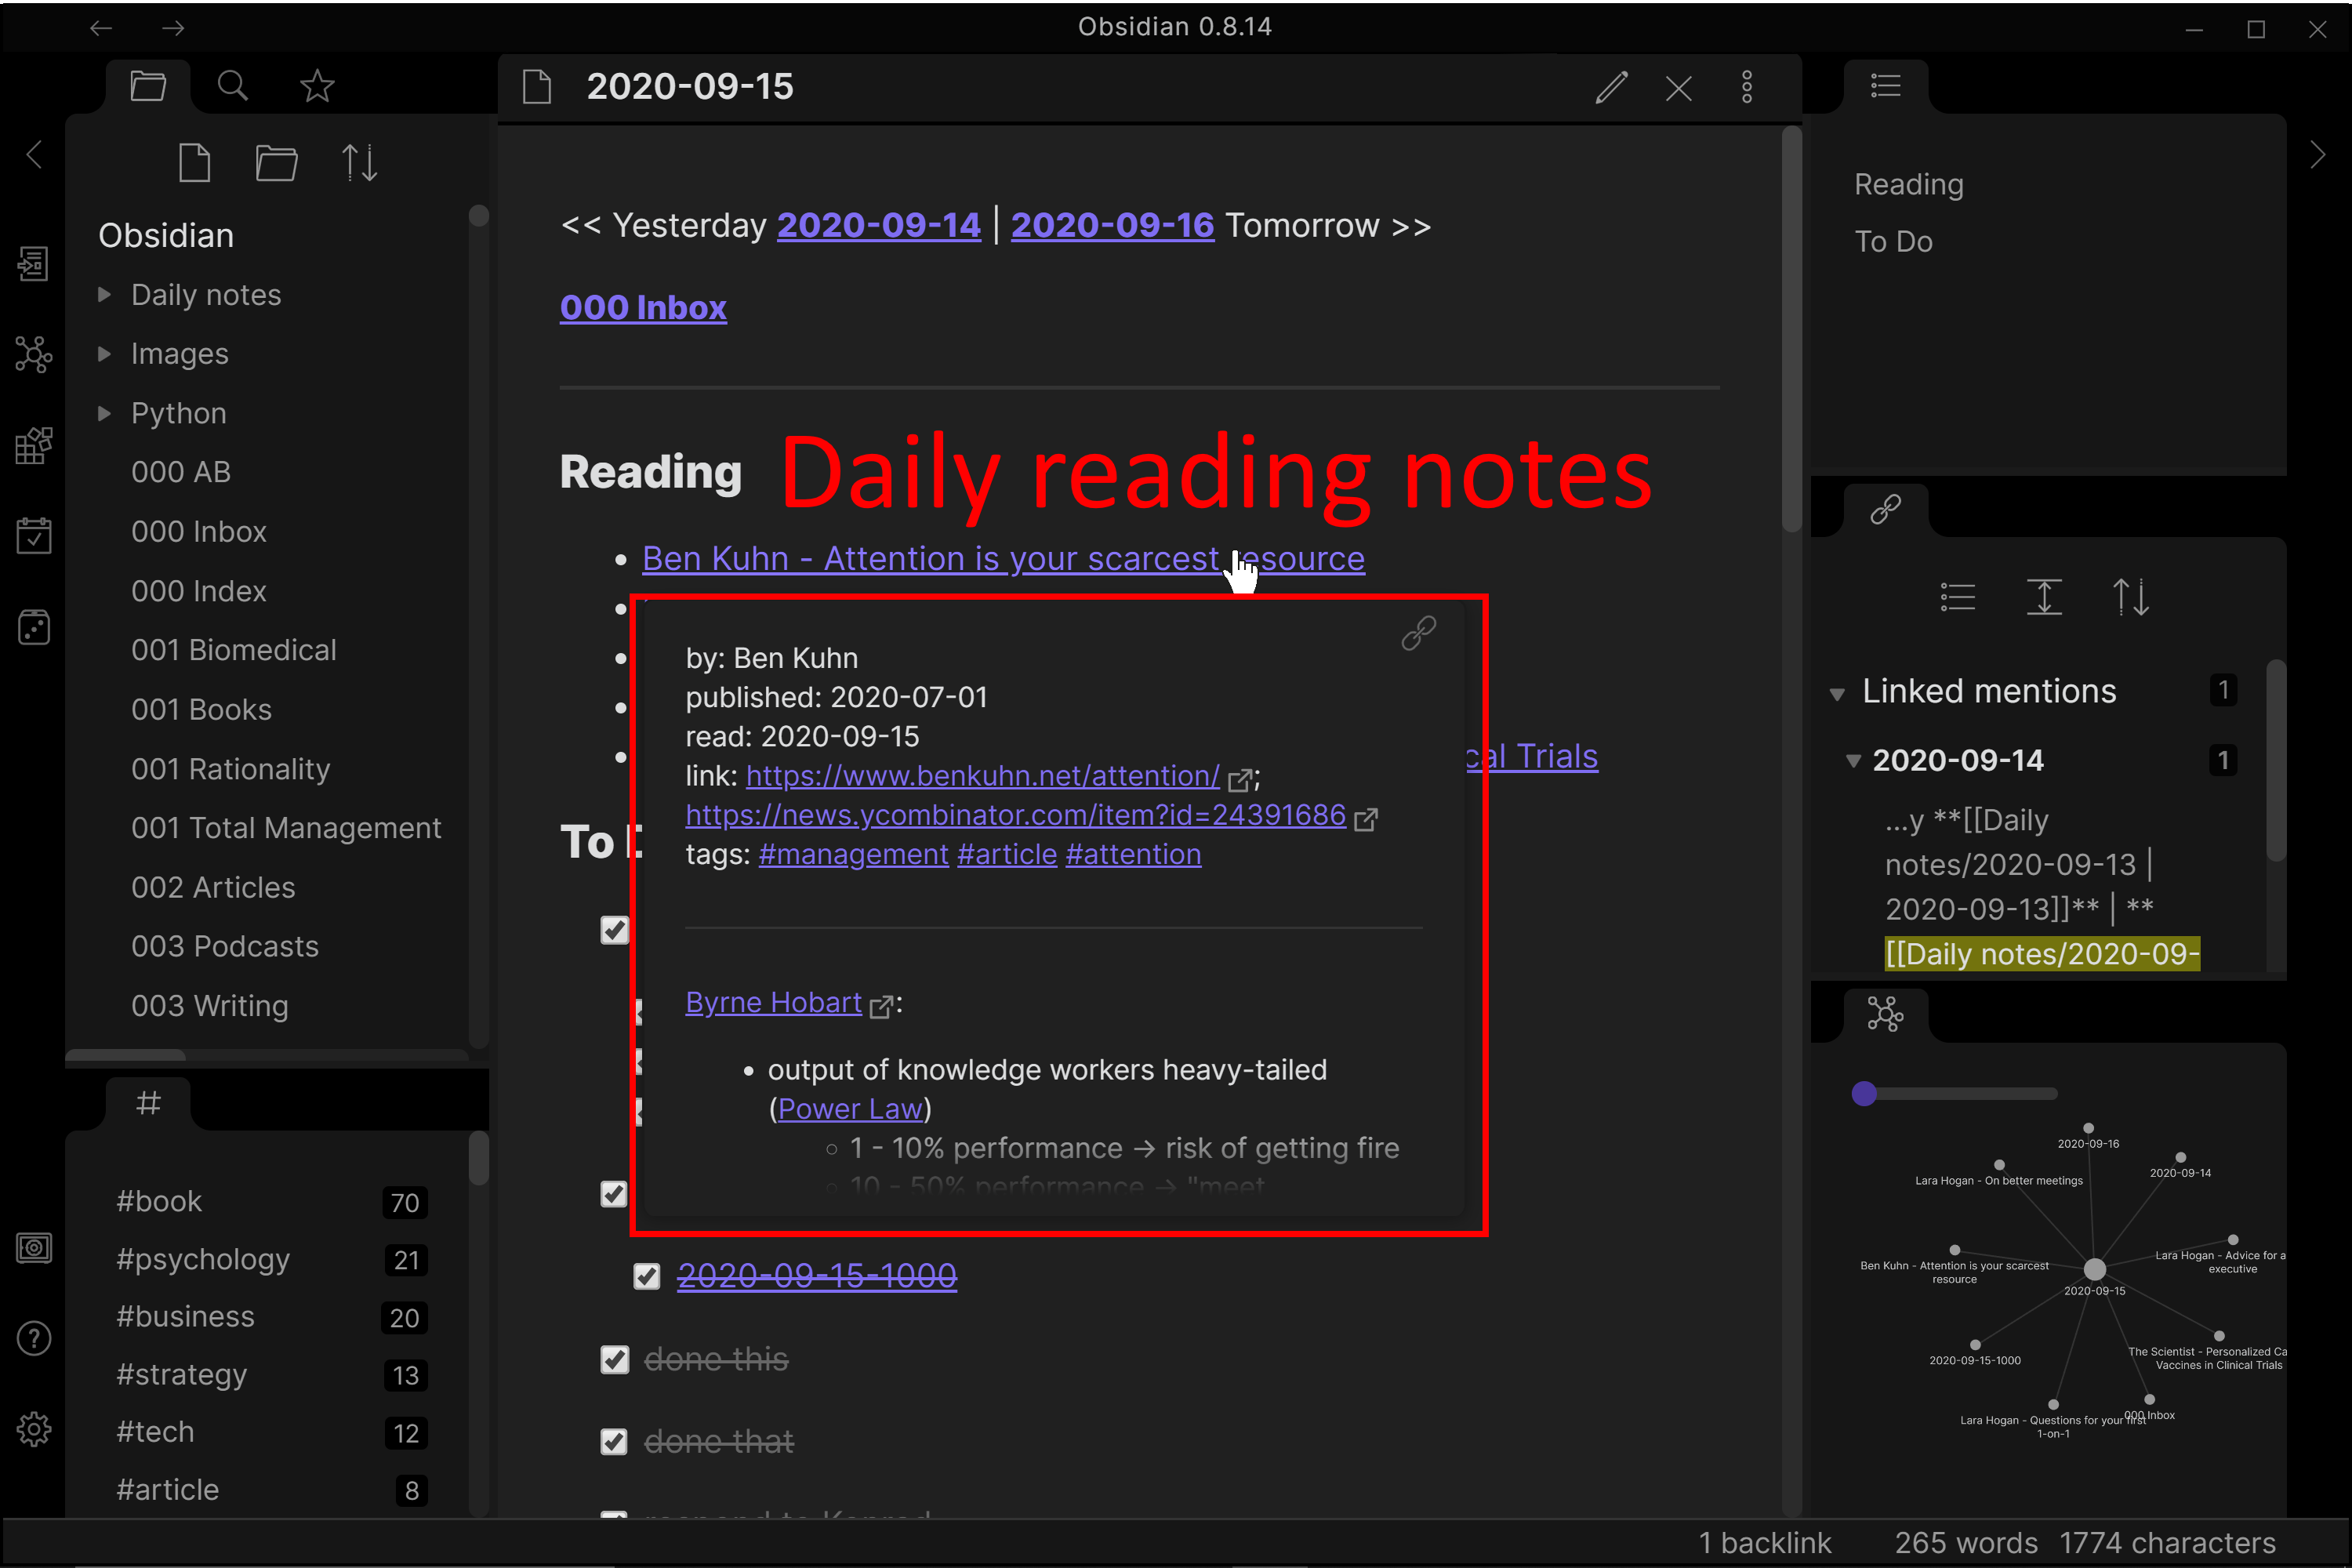 Obsidian 0.8.14
2020-09-15
Obsidian
Daily notes
Images
Python
000 AB
000 Inbox
000 Index
001 Biomedical
001 Books
001 Rationality
001 Total Management
002 Articles
003 Podcasts
003 Writing
#
#book 70
#psychology 21
#business 20
#strategy 13
#tech 12
#article 8
<< Yesterday 2020-09-14 | 2020-09-16 Tomorrow >>
000 Inbox
Reading
Daily reading notes
Ben Kuhn - Attention is your scarcest resource
by: Ben Kuhn
published: 2020-07-01
read: 2020-09-15
link: https://www.benkuhn.net/attention/;
https://news.ycombinator.com/item?id=24391686
tags: #management #article #attention
cal Trials
To
Byrne Hobart:
output of knowledge workers heavy-tailed
(Power Law)
1 - 10% performance → risk of getting fire
10 - 50% performance → "meet
2020-09-15-1000
done this
done that
respond to Konrad
Reading
To Do
Linked mentions 1
2020-09-14 1
...y **[[Daily
notes/2020-09-13 |
2020-09-13]]** | **
[[Daily notes/2020-09-
2020-09-16
2020-09-14
Lara Hogan - On better meetings
Lara Hogan - Advice for a
executive
Ben Kuhn - Attention is your scarcest
resource
2020-09-15
2020-09-15-1000
The Scientist - Personalized Ca
Vaccines in Clinical Trials
Lara Hogan - Questions for your first
1-on-1
000 Inbox
1 backlink 265 words 1774 characters